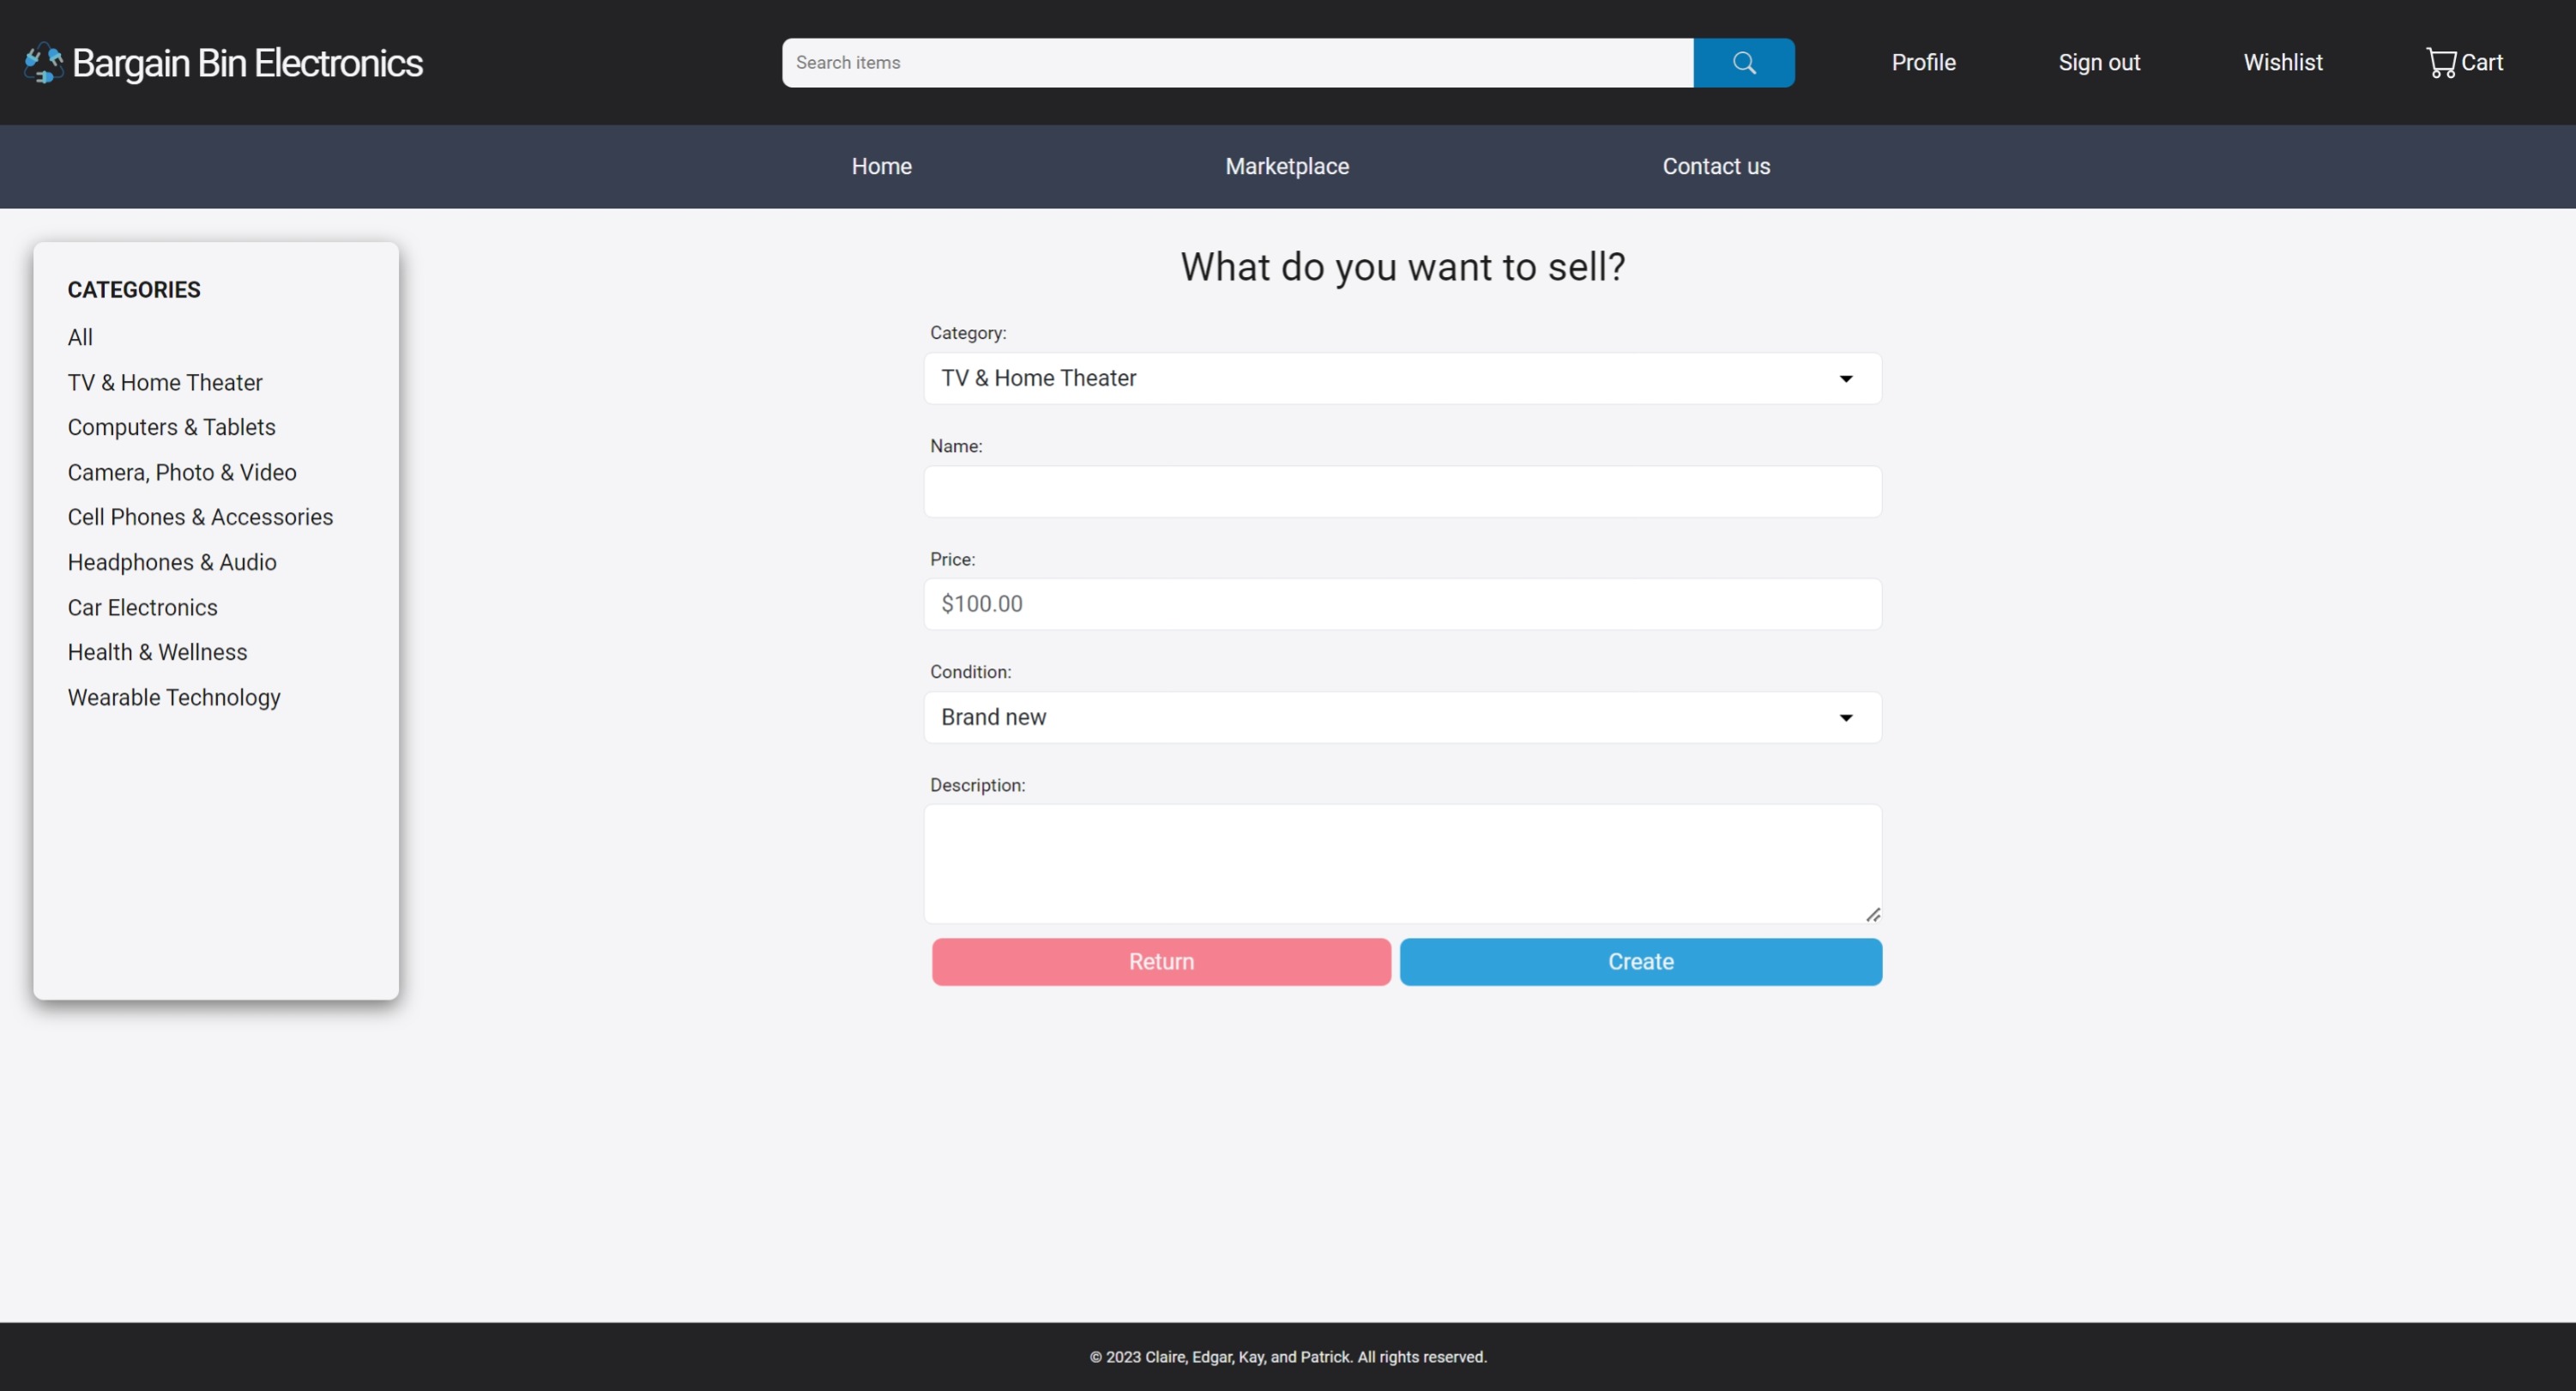 Bargain Bin Electronics
Search items
Profile
Sign out
Wishlist
Cart
Home
Marketplace
Contact us
CATEGORIES
All
TV & Home Theater
Computers & Tablets
Camera, Photo & Video
Cell Phones & Accessories
Headphones & Audio
Car Electronics
Health & Wellness
Wearable Technology
What do you want to sell?
Category:
TV & Home Theater
Name:
Price:
$100.00
Condition:
Brand new
Description:
Return
Create
© 2023 Claire, Edgar, Kay, and Patrick. All rights reserved.